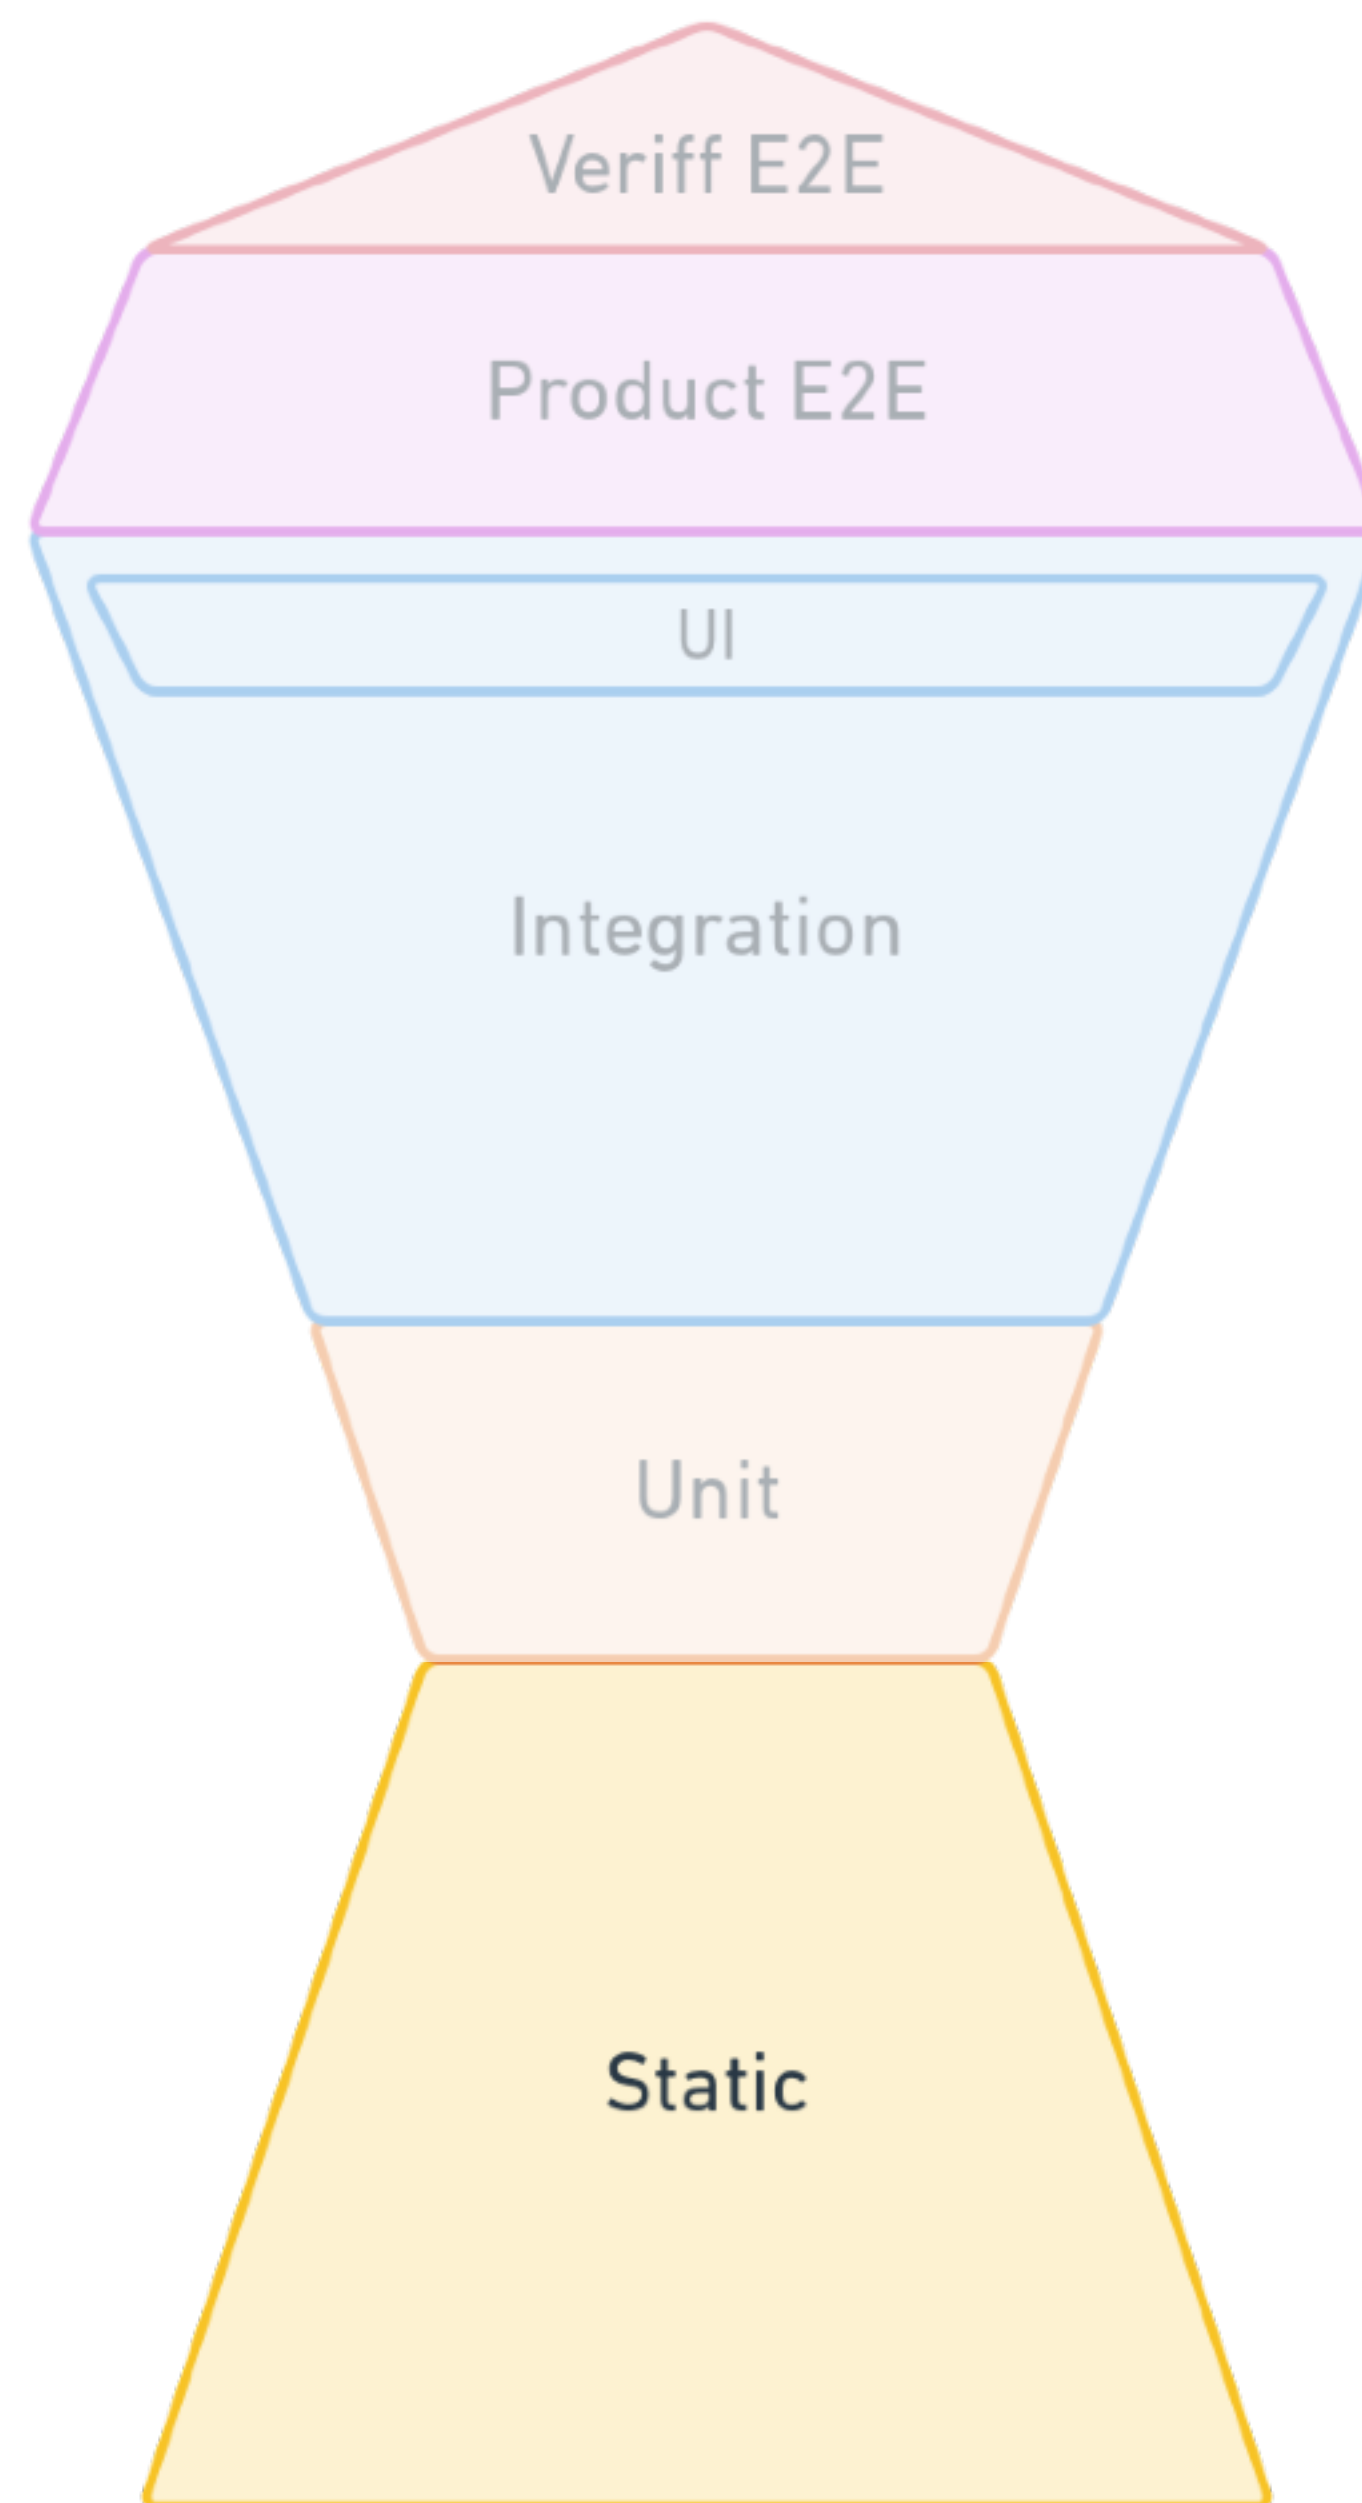 Veriff E2E
Product E2E
UI
Integration
Unit
Static